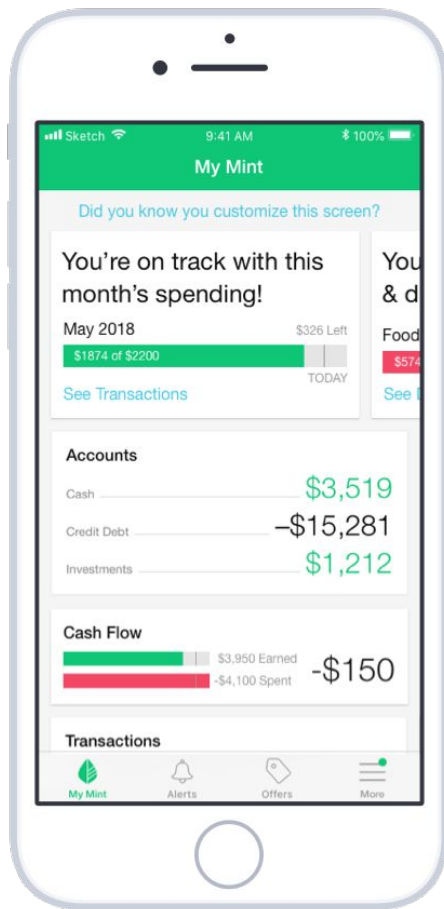 Sketch 9:41 AM 100%
My Mint
Did you know you customize this screen?
You're on track with this
month's spending!
May 2018 $326 Left
$1874 of $2200
TODAY
See Transactions
You
& d
Food
$574
See
Accounts
Cash $3,519
Credit Debt –$15,281
Investments $1,212
Cash Flow
$3,950 Earned
-$4,100 Spent
-$150
Transactions
My Mint Alerts Offers More